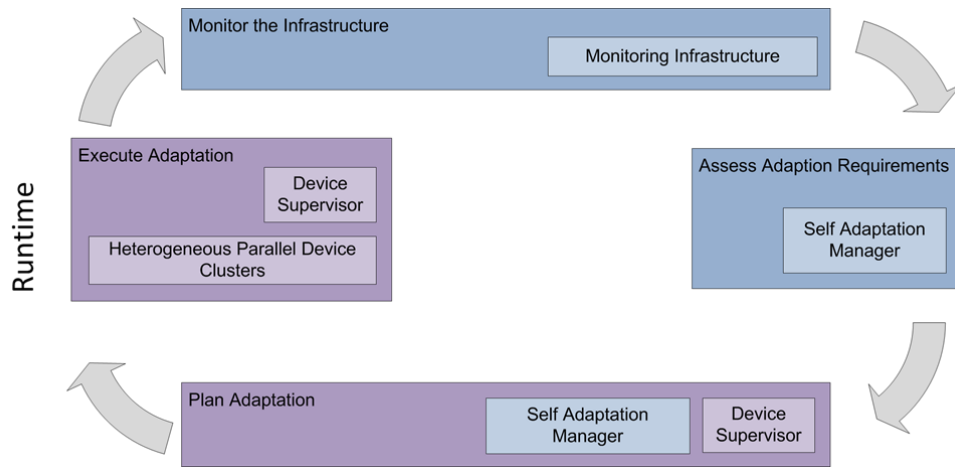 Monitor the Infrastructure
Monitoring Infrastructure
Execute Adaptation
Device
Supervisor
Heterogeneous Parallel Device
Clusters
Assess Adaption Requirements
Self Adaptation
Manager
Runtime
Plan Adaptation
Self Adaptation
Manager
Device
Supervisor